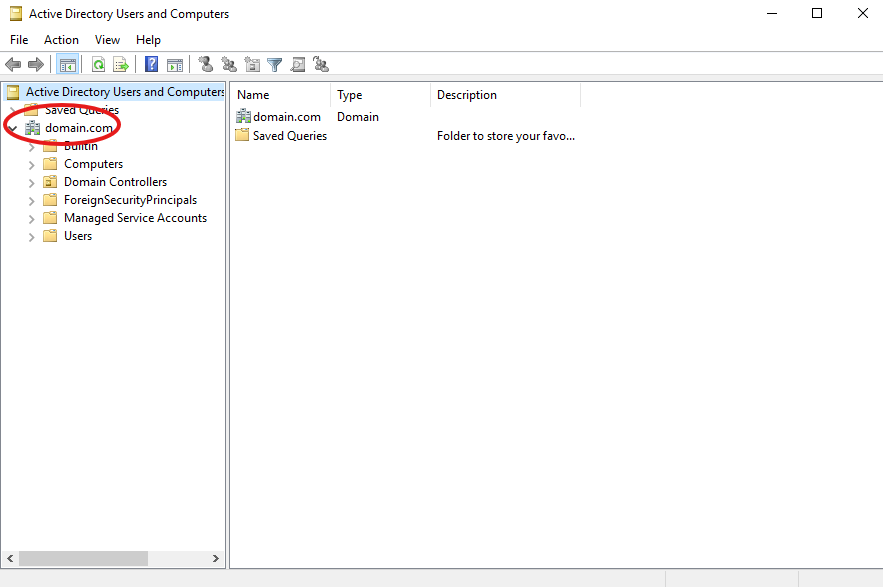 Active Directory Users and Computers
File Action View Help
Active Directory Users and Computers
Saved Queries
domain.com
Builtin
Computers
Domain Controllers
ForeignSecurityPrincipals
Managed Service Accounts
Users
Name Type Description
domain.com Domain
Saved Queries Folder to store your favo...